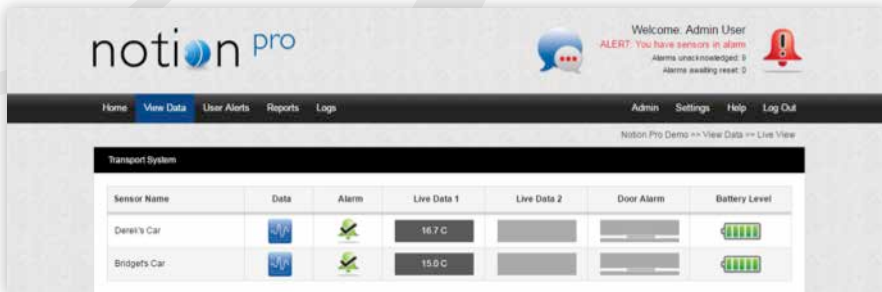 notion pro
Welcome: Admin User
ALERT: You have sensors in alarm
Alarms unacknowledged: 9
Alarms awaiting reset: 0
Home View Data User Alerts Reports Logs Admin Settings Help Log Out
Notion Pro Demo >> View Data >> Live View
Transport System
Sensor Name Data Alarm Live Data 1 Live Data 2 Door Alarm Battery Level
Derek's Car 16.7 C
Bridget's Car 15.0 C